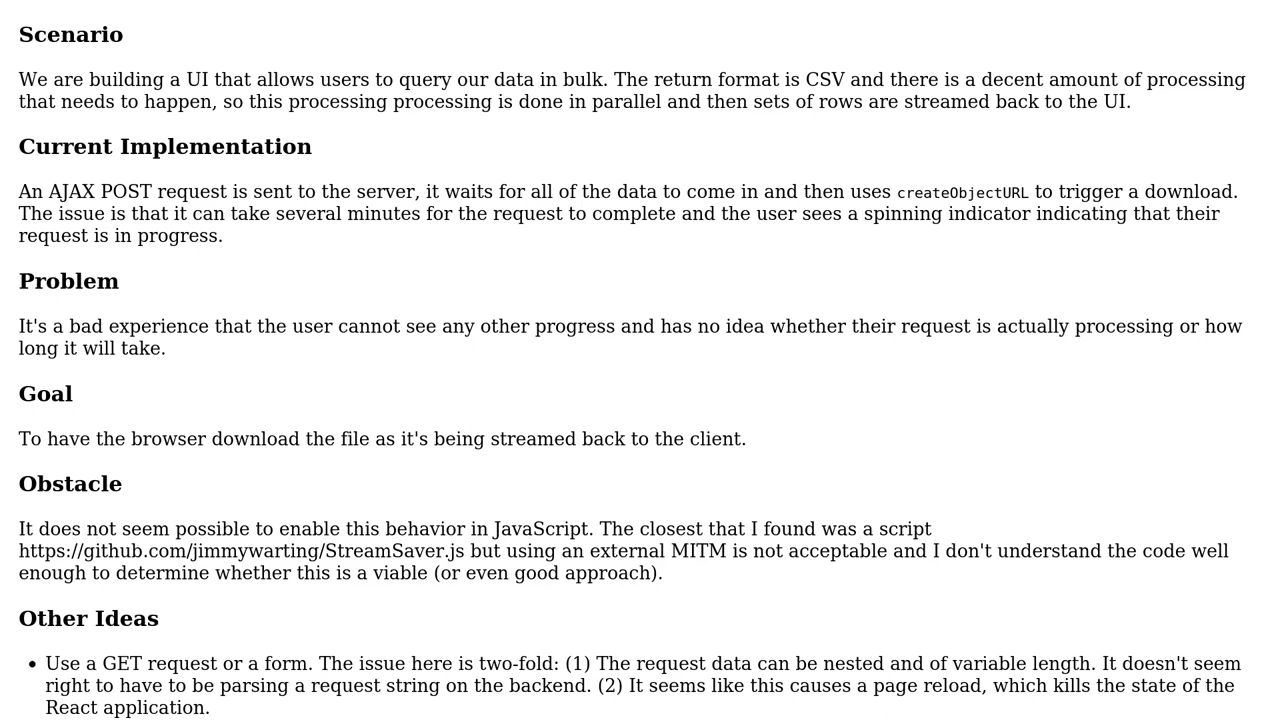 Scenario
We are building a UI that allows users to query our data in bulk. The return format is CSV and there is a decent amount of processing
that needs to happen, so this processing processing is done in parallel and then sets of rows are streamed back to the UI.
Current Implementation
An AJAX POST request is sent to the server, it waits for all of the data to come in and then uses createObjectURL to trigger a download.
The issue is that it can take several minutes for the request to complete and the user sees a spinning indicator indicating that their
request is in progress.
Problem
It's a bad experience that the user cannot see any other progress and has no idea whether their request is actually processing or how
long it will take.
Goal
To have the browser download the file as it's being streamed back to the client.
Obstacle
It does not seem possible to enable this behavior in JavaScript. The closest that I found was a script
https://github.com/jimmywarting/StreamSaver.js but using an external MITM is not acceptable and I don't understand the code well
enough to determine whether this is a viable (or even good approach).
Other Ideas
• Use a GET request or a form. The issue here is two-fold: (1) The request data can be nested and of variable length. It doesn't seem
right to have to be parsing a request string on the backend. (2) It seems like this causes a page reload, which kills the state of the
React application.